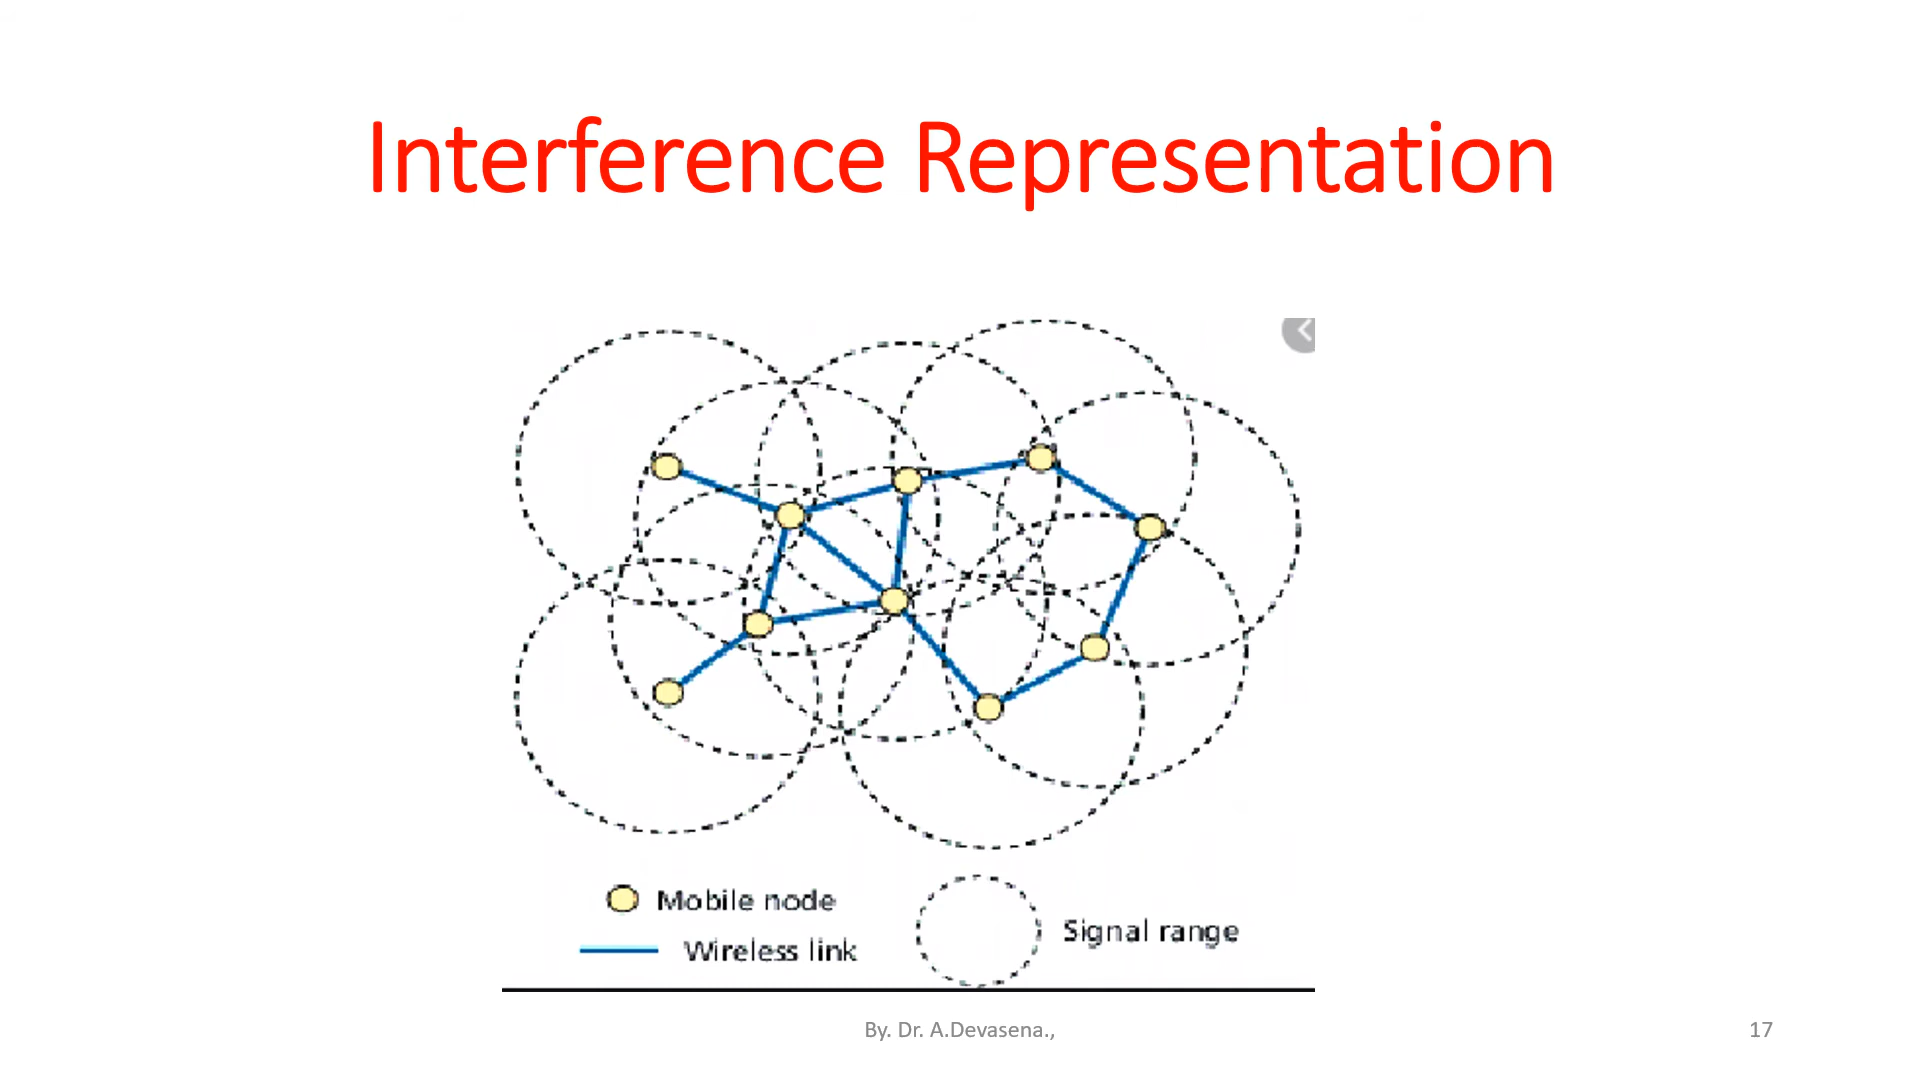 Interference Representation
Mobile node
Wireless link
Signal range
By. Dr. A.Devasena.,
17